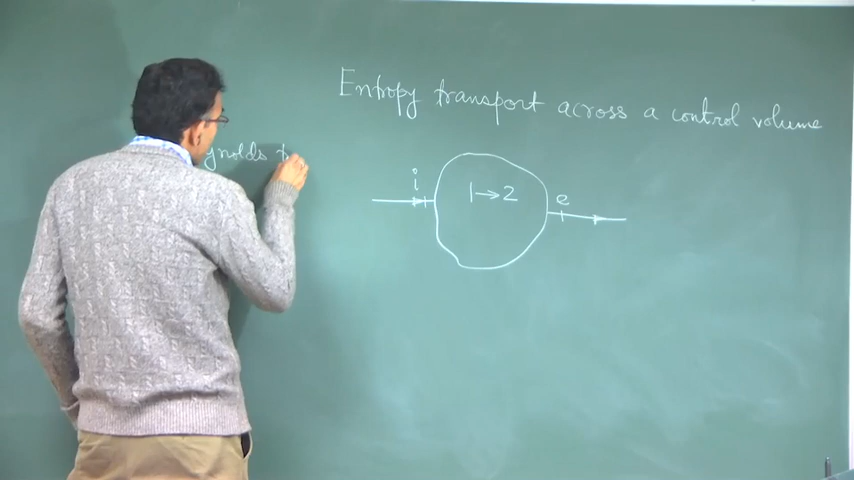 Entropy transport across a control volume
ynolds
i
1→2
e